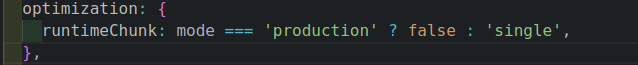 optimization: {
runtimeChunk: mode === 'production' ? false : 'single',
},